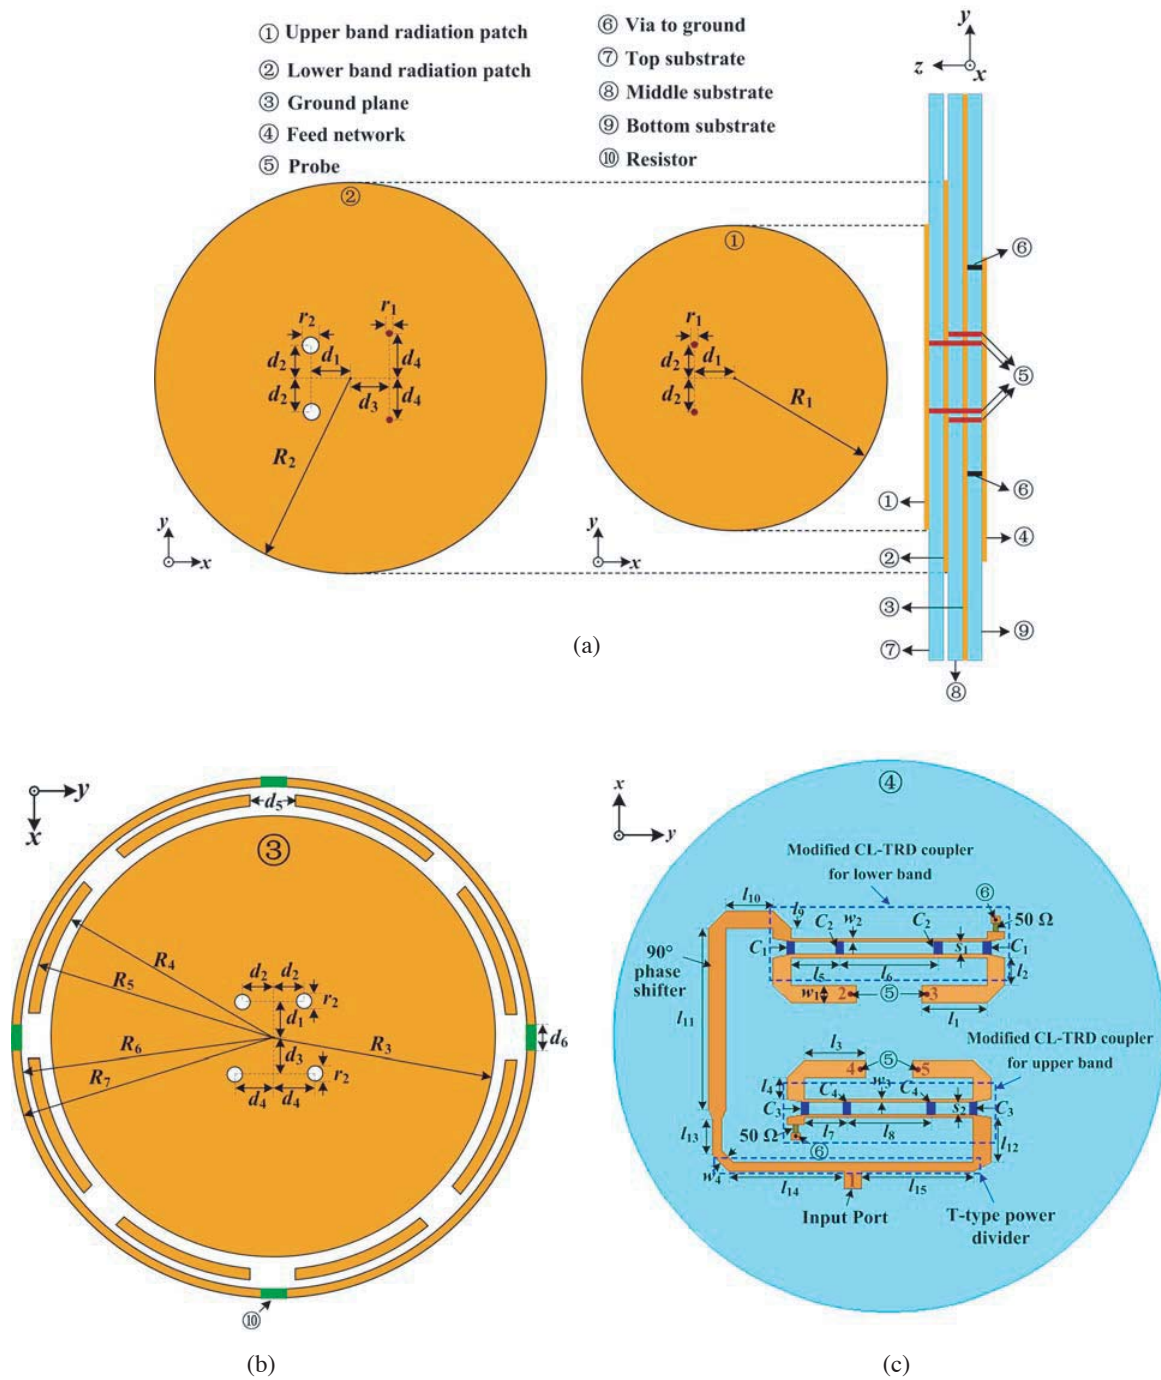 ① Upper band radiation patch
② Lower band radiation patch
③ Ground plane
④ Feed network
⑤ Probe
⑥ Via to ground
⑦ Top substrate
⑧ Middle substrate
⑨ Bottom substrate
⑩ Resistor
y
z
x
②
r2
r1
d2
d1
d4
d2
d3
d4
R2
y
x
①
r1
d2
d1
d2
R1
y
x
⑥
⑤
⑥
①
④
②
③
⑨
⑦
⑧
(a)
y
x
d5
③
R4
R5
d2
d2
r2
d1
R6
d3
R3
d6
R7
r2
d4
d4
⑩
(b)
x
y
④
Modified CL-TRD coupler
for lower band
l10
⑥
l9
w2
C2
C2
50 Ω
C1
s1
C1
90°
phase
shifter
l5
l6
l2
w1
2
⑤
3
l1
l11
Modified CL-TRD coupler
for upper band
l3
⑤
4
5
l4
w3
C4
C4
C3
s2
C3
l13
50 Ω
l7
l8
l12
⑥
w4
l14
1
l15
Input Port
T-type power
divider
(c)